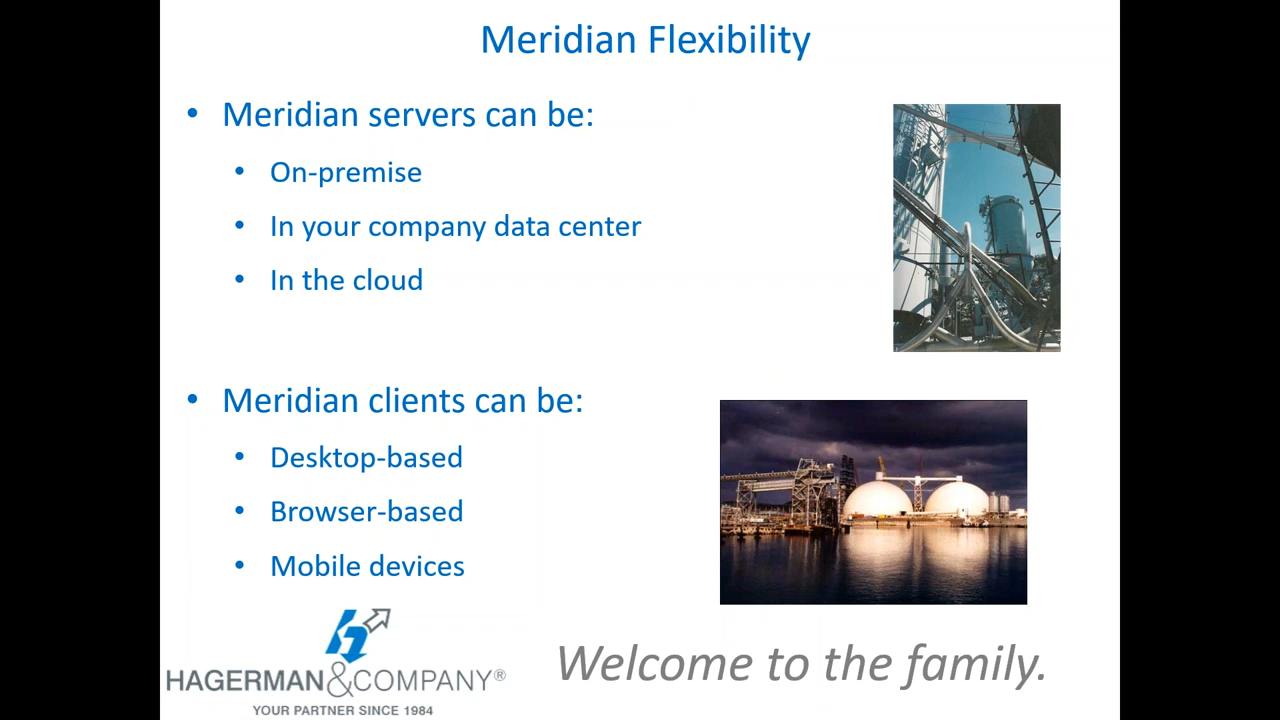 Meridian Flexibility
• Meridian servers can be:
• On-premise
• In your company data center
• In the cloud
• Meridian clients can be:
• Desktop-based
• Browser-based
• Mobile devices
HAGERMAN&COMPANY®
YOUR PARTNER SINCE 1984
Welcome to the family.